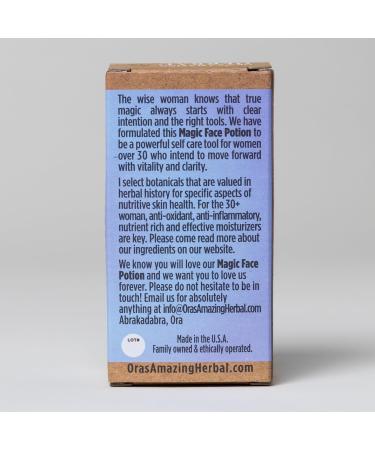 The wise woman knows that true
magic always starts with clear
intention and the right tools. We have
formulated this Magic Face Potion to
be a powerful self care tool for women
over 30 who intend to move forward
with vitality and clarity.
I select botanicals that are valued in
herbal history for specific aspects of
nutritive skin health. For the 30+
woman, anti-oxidant, anti-inflammatory,
nutrient rich and effective moisturizers
are key. Please come read more about
our ingredients on our website.
We know you will love our Magic Face
Potion and we want you to love us
forever. Please do not hesitate to be in
touch! Email us for absolutely
anything at info@OrasAmazingHerbal.com
Abrakadabra, Ora
LOT#
Made in the U.S.A.
Family owned & ethically operated.
OrasAmazingHerbal.com